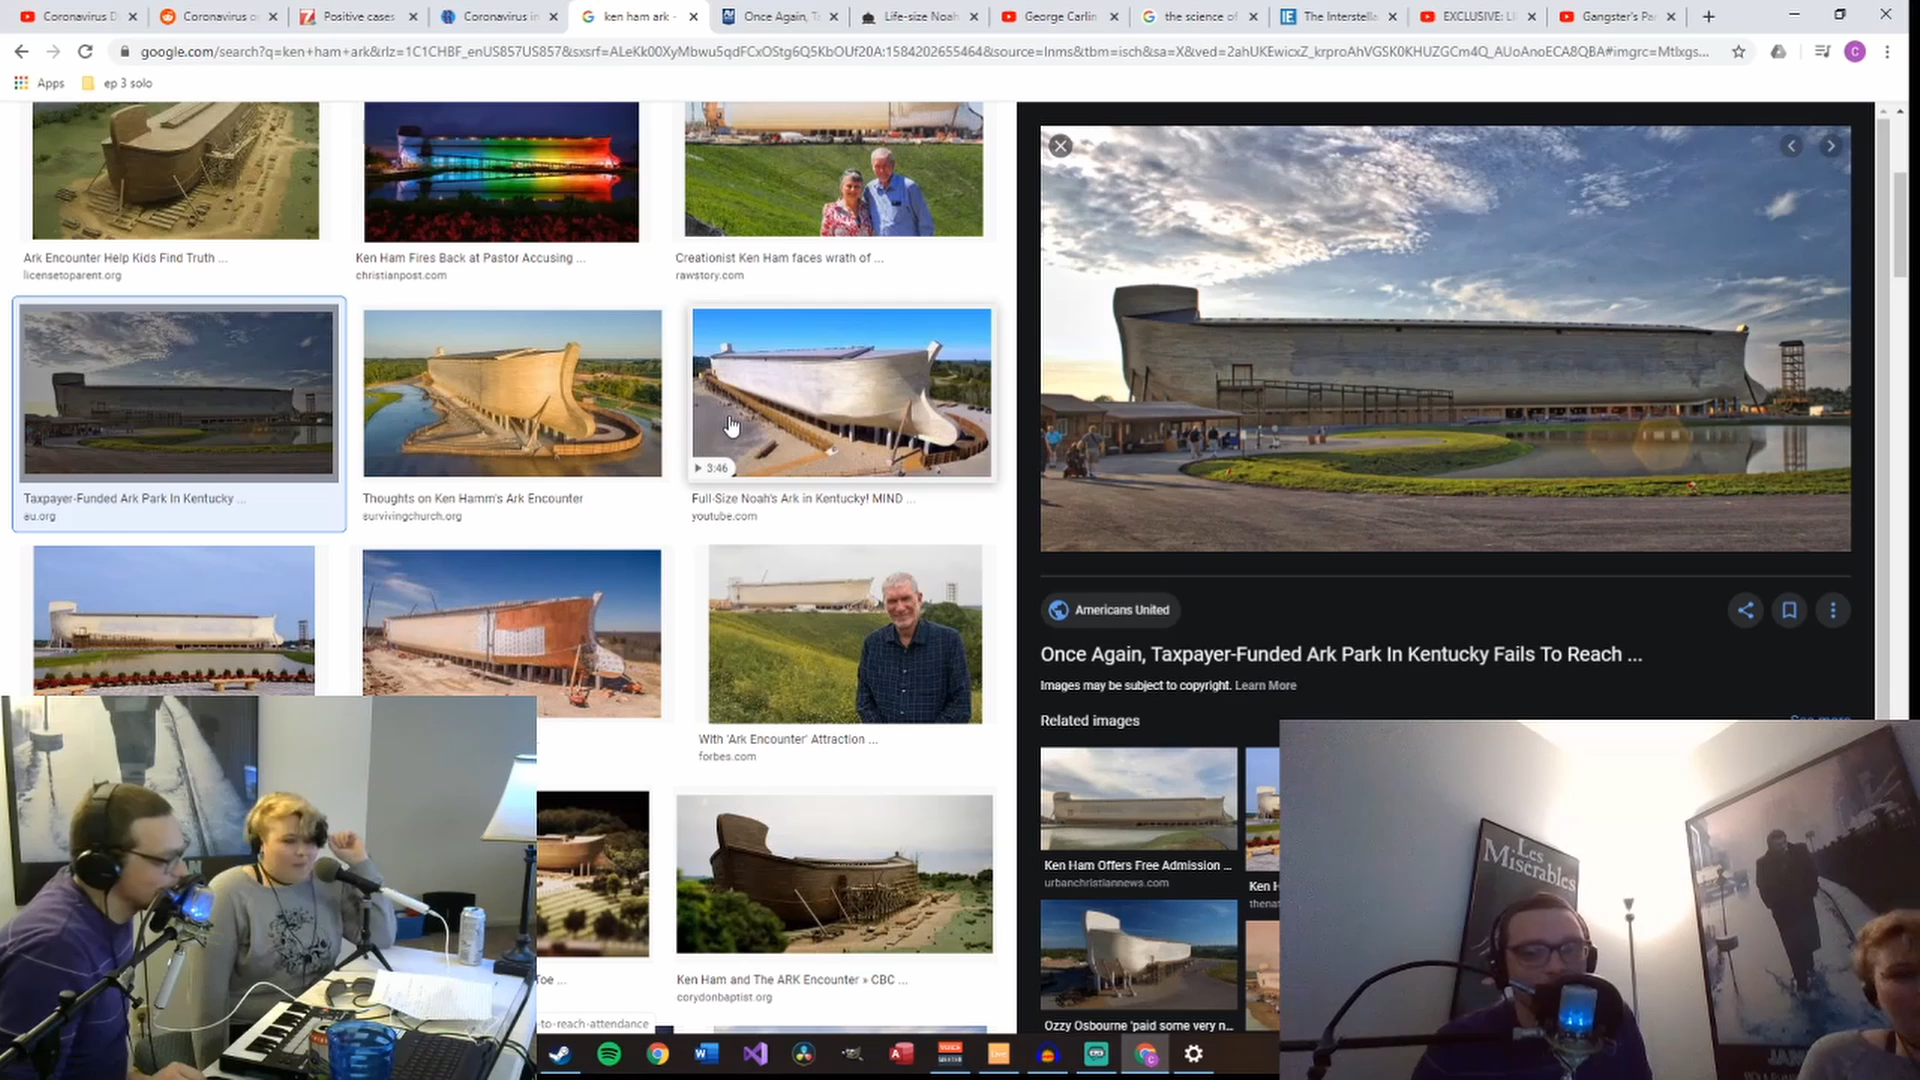 Coronavirus D
Coronavirus o
Positive cases
Coronavirus in
ken ham ark -
Once Again, T
Life-size Noah
George Carlin
the science of
The Interstell
EXCLUSIVE: L
Gangster's Pa
google.com/search?q=ken+ham+ark&rlz=1C1CHBF_enUS857US857&sxsrf=ALeKk00XyMbwu5qdFCxOStg6Q5KbOUf20A:1584202655464&source=lnms&tbm=isch&sa=X&ved=2ahUKEwicxZ_krproAhVGSK0KHUZGCm4Q_AUoAnoECA8QBA#imgrc=Mtlxgs...
C
Apps
ep 3 solo
Ark Encounter Help Kids Find Truth ...
licensetoparent.org
Ken Ham Fires Back at Pastor Accusing ...
christianpost.com
Creationist Ken Ham faces wrath of ...
rawstory.com
3:46
Taxpayer-Funded Ark Park In Kentucky ...
au.org
Thoughts on Ken Hamm's Ark Encounter
survivingchurch.org
Full-Size Noah's Ark in Kentucky! MIND ...
youtube.com
Americans United
Once Again, Taxpayer-Funded Ark Park In Kentucky Fails To Reach ...
Images may be subject to copyright. Learn More
Related images
See more
With 'Ark Encounter' Attraction ...
forbes.com
Ken Ham Offers Free Admission ...
urbanchristiannews.com
Ken H
thenat
Toe ...
Ken Ham and The ARK Encounter » CBC ...
corydonbaptist.org
-to-reach-attendance
Ozzy Osbourne 'paid some very n...
Les
Misérables
Live